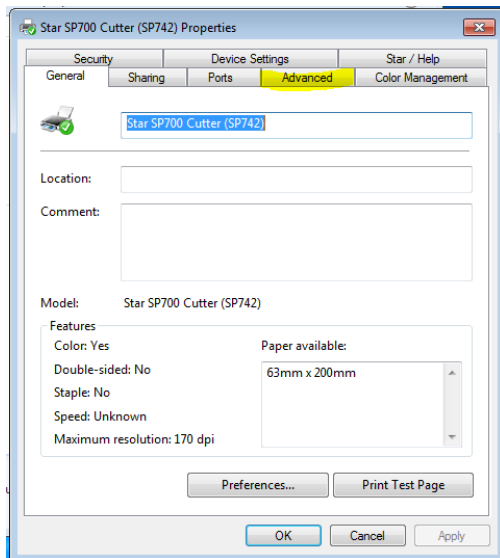 Star SP700 Cutter (SP742) Properties
Security Device Settings Star / Help
General Sharing Ports Advanced Color Management
Star SP700 Cutter (SP742)
Location:
Comment:
Model: Star SP700 Cutter (SP742)
Features
Color: Yes
Paper available:
Double-sided: No
63mm x 200mm
Staple: No
Speed: Unknown
Maximum resolution: 170 dpi
Preferences... Print Test Page
OK Cancel Apply